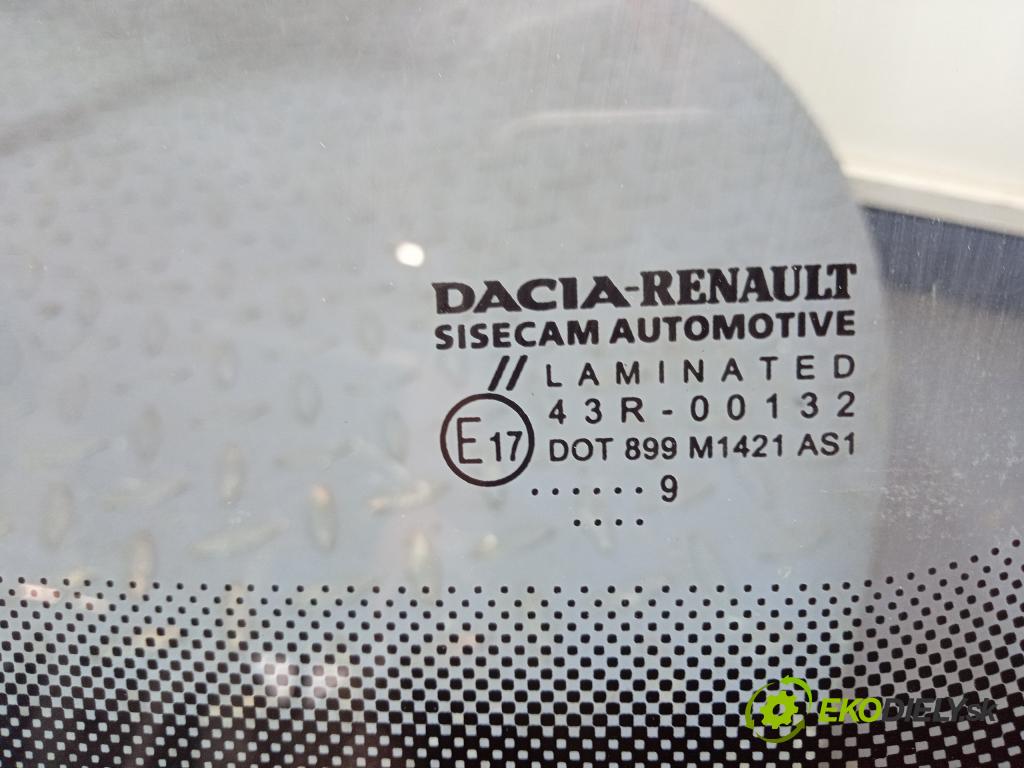 DACIA-RENAULT
SISECAM AUTOMOTIVE
// LAMINATED
43R-00132
E17 DOT 899 M1421 AS1
......9
....
EKODIELY.sk